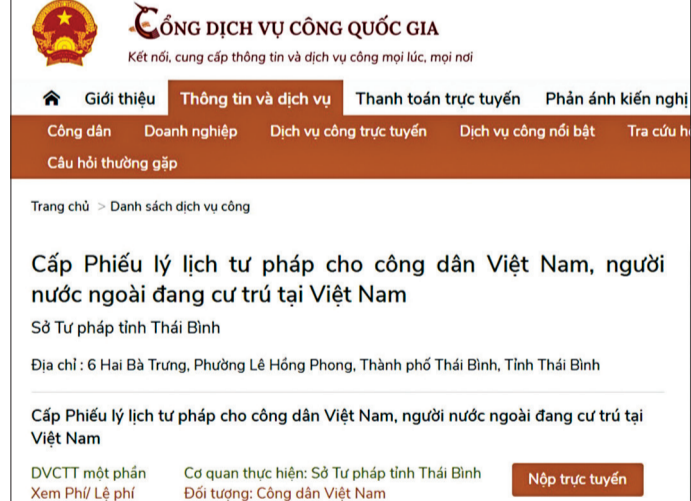 CỔNG DỊCH VỤ CÔNG QUỐC GIA
Kết nối, cung cấp thông tin và dịch vụ công mọi lúc, mọi nơi
Giới thiệu Thông tin và dịch vụ Thanh toán trực tuyến Phản ánh kiến nghị
Công dân Doanh nghiệp Dịch vụ công trực tuyến Dịch vụ công nổi bật Tra cứu h
Câu hỏi thường gặp
Trang chủ > Danh sách dịch vụ công
Cấp Phiếu lý lịch tư pháp cho công dân Việt Nam, người
nước ngoài đang cư trú tại Việt Nam
Sở Tư pháp tỉnh Thái Bình
Địa chỉ : 6 Hai Bà Trưng, Phường Lê Hồng Phong, Thành phố Thái Bình, Tỉnh Thái Bình
Cấp Phiếu lý lịch tư pháp cho công dân Việt Nam, người nước ngoài đang cư trú tại
Việt Nam
DVCTT một phần Cơ quan thực hiện: Sở Tư pháp tỉnh Thái Bình Nộp trực tuyến
Xem Phí/ Lệ phí Đối tượng: Công dân Việt Nam